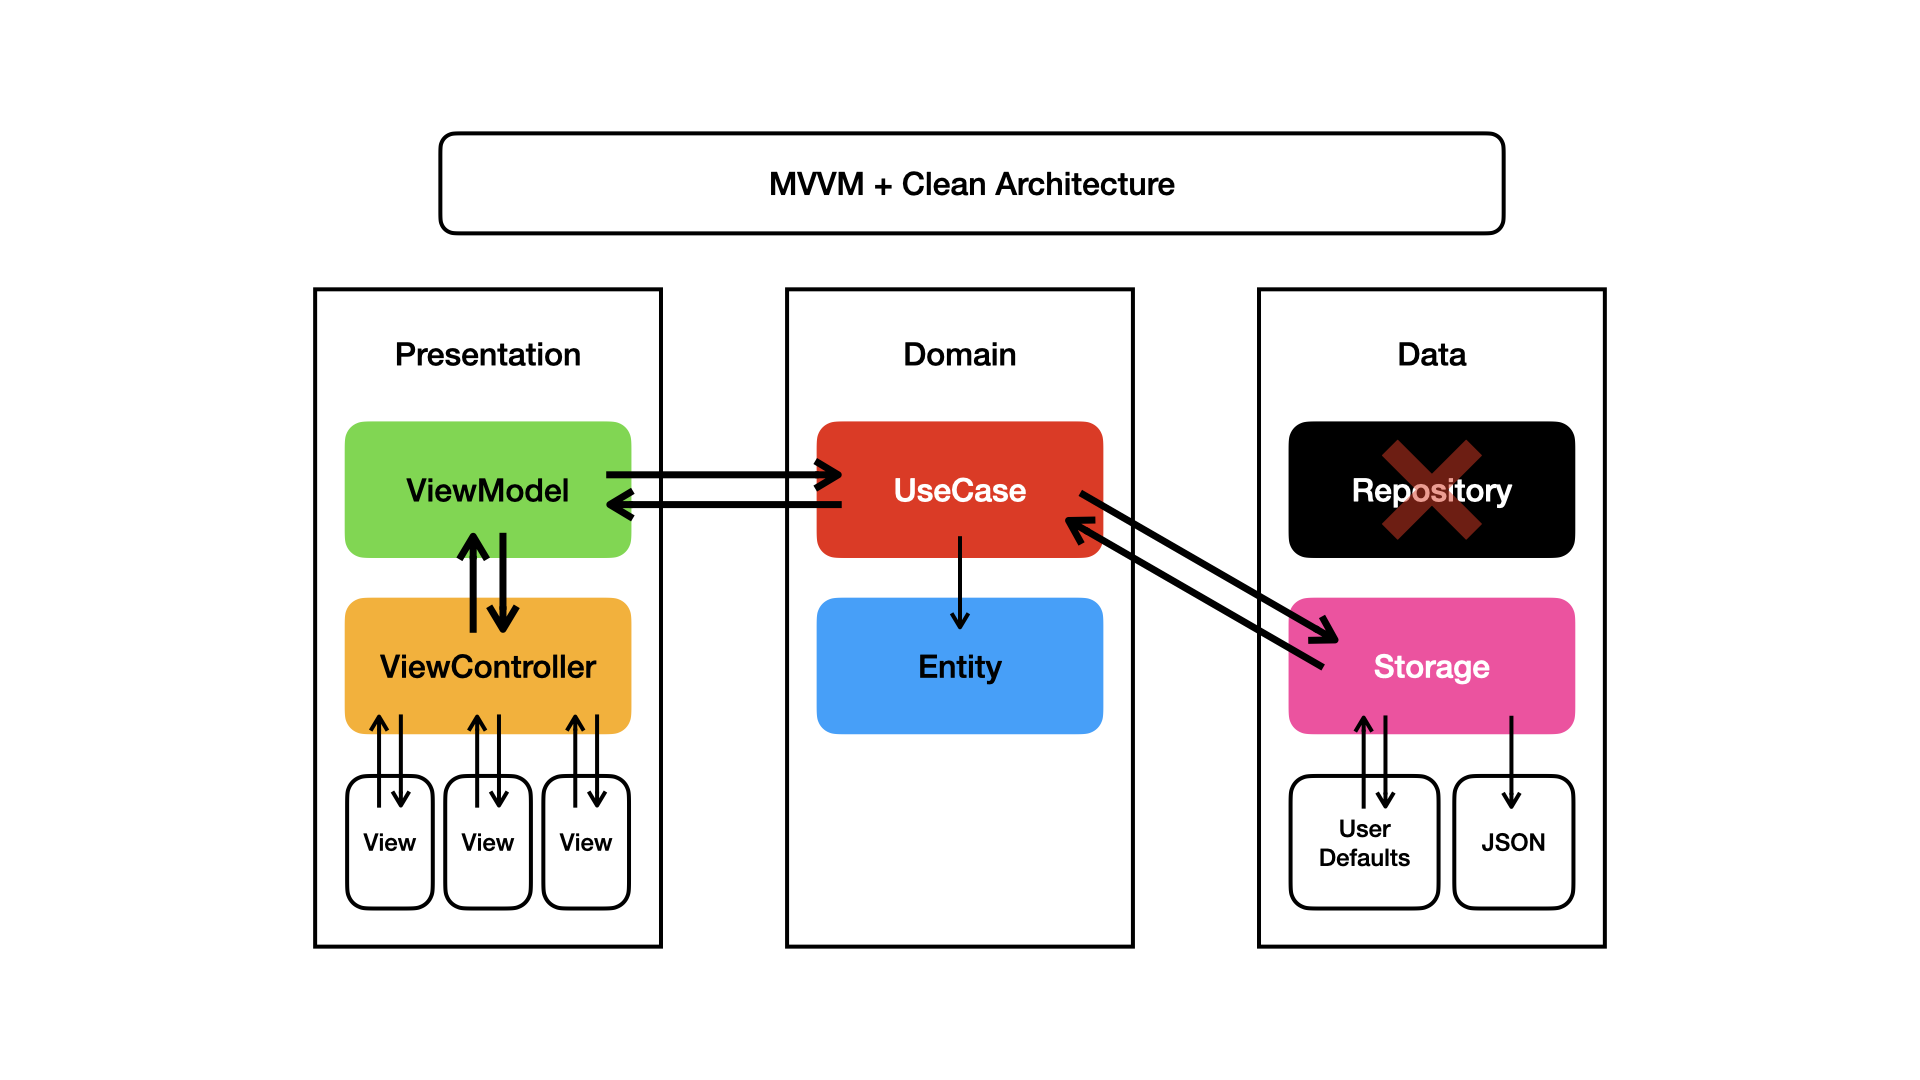 MVVM + Clean Architecture
Presentation
Domain
Data
ViewModel
UseCase
Repository
ViewController
Entity
Storage
View
View
View
User
Defaults
JSON